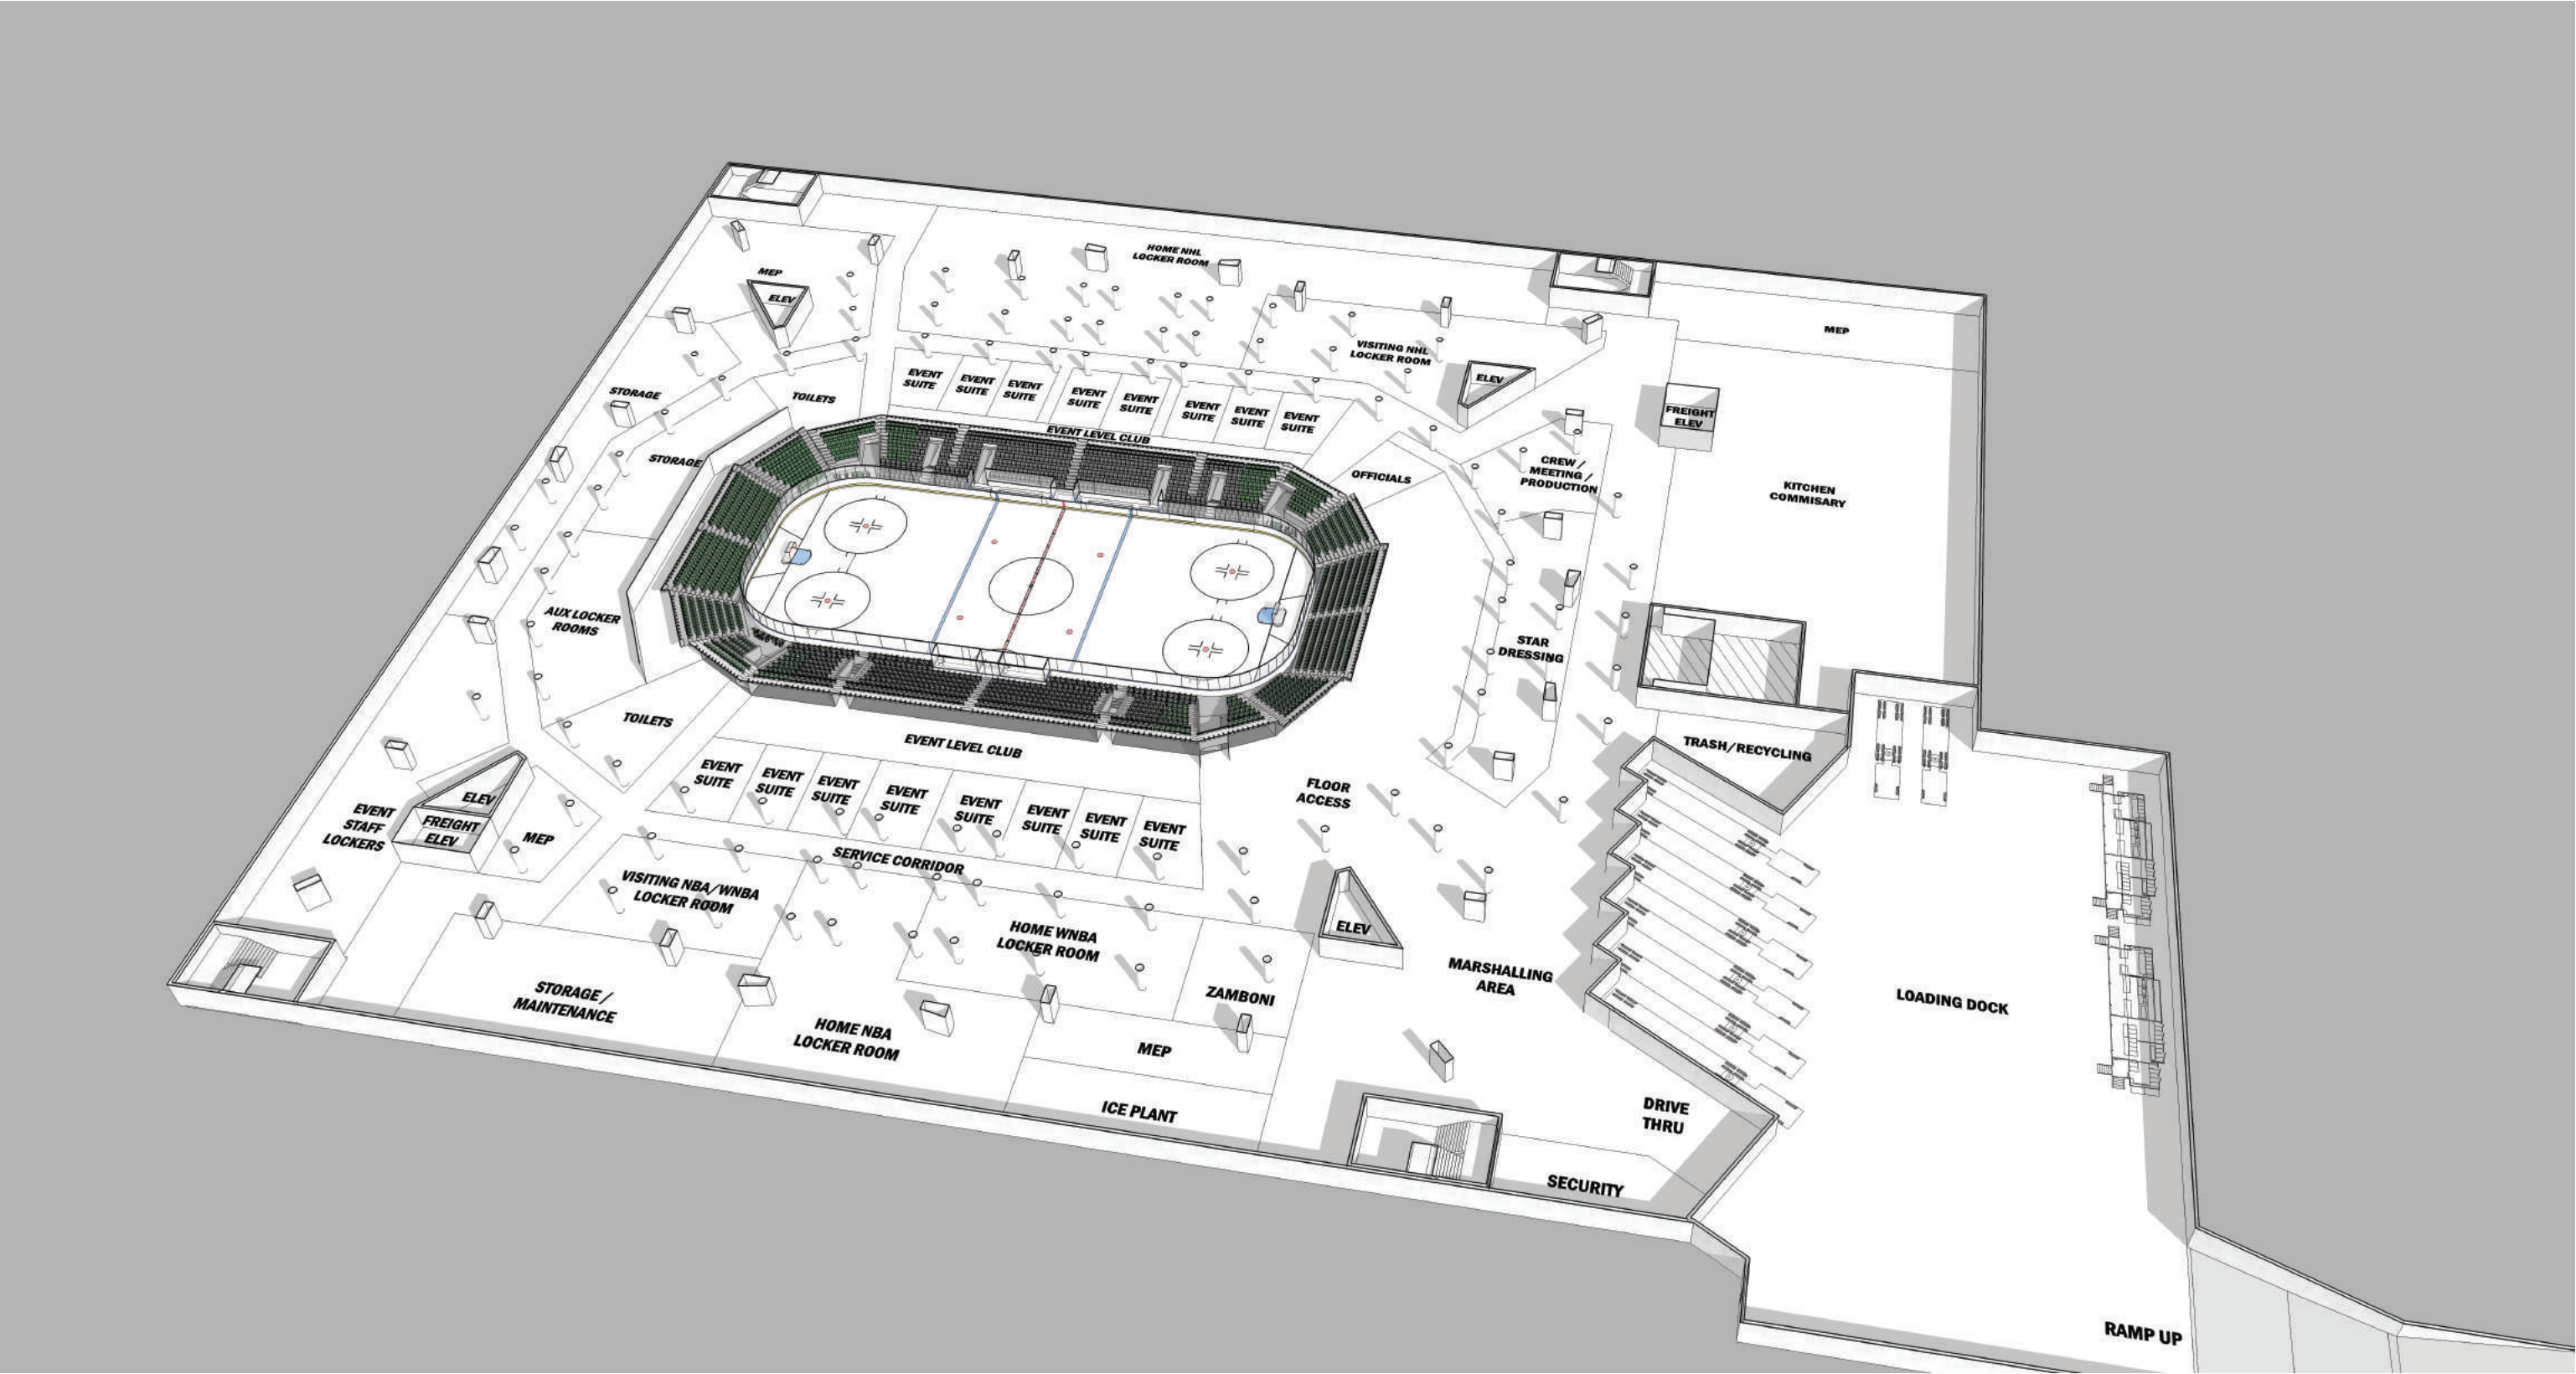 HOME NHL
LOCKER ROOM
MEP
ELEV
MEP
VISITING NHL
LOCKER ROOM
ELEV
STORAGE
TOILETS
EVENT
SUITE
EVENT
SUITE
EVENT
SUITE
EVENT
SUITE
EVENT
SUITE
EVENT
SUITE
EVENT
SUITE
EVENT
SUITE
FREIGHT
ELEV
EVENT LEVEL CLUB
STORAGE
OFFICIALS
CREW /
MEETING /
PRODUCTION
KITCHEN
COMMISARY
AUX LOCKER
ROOMS
STAR
DRESSING
TOILETS
EVENT LEVEL CLUB
TRASH/RECYCLING
EVENT
SUITE
EVENT
SUITE
EVENT
SUITE
EVENT
SUITE
EVENT
SUITE
EVENT
SUITE
EVENT
SUITE
EVENT
SUITE
FLOOR
ACCESS
EVENT
STAFF
LOCKERS
ELEV
FREIGHT
ELEV
MEP
SERVICE CORRIDOR
VISITING NBA/WNBA
LOCKER ROOM
HOME WNBA
LOCKER ROOM
ELEV
MARSHALLING
AREA
LOADING DOCK
STORAGE /
MAINTENANCE
ZAMBONI
HOME NBA
LOCKER ROOM
MEP
ICE PLANT
DRIVE
THRU
SECURITY
RAMP UP